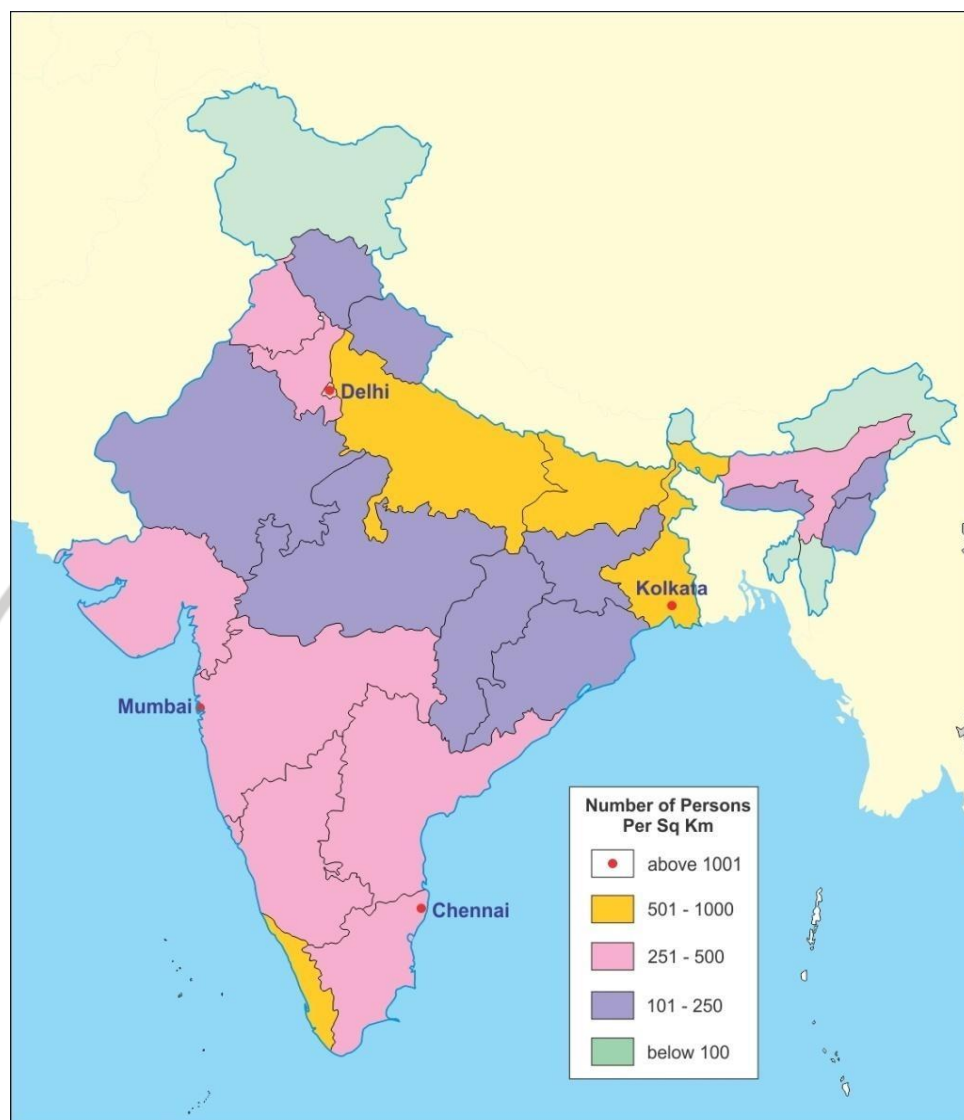 Delhi
Kolkata
Mumbai
Chennai
Number of Persons
Per Sq Km
above 1001
501 - 1000
251 - 500
101 - 250
below 100